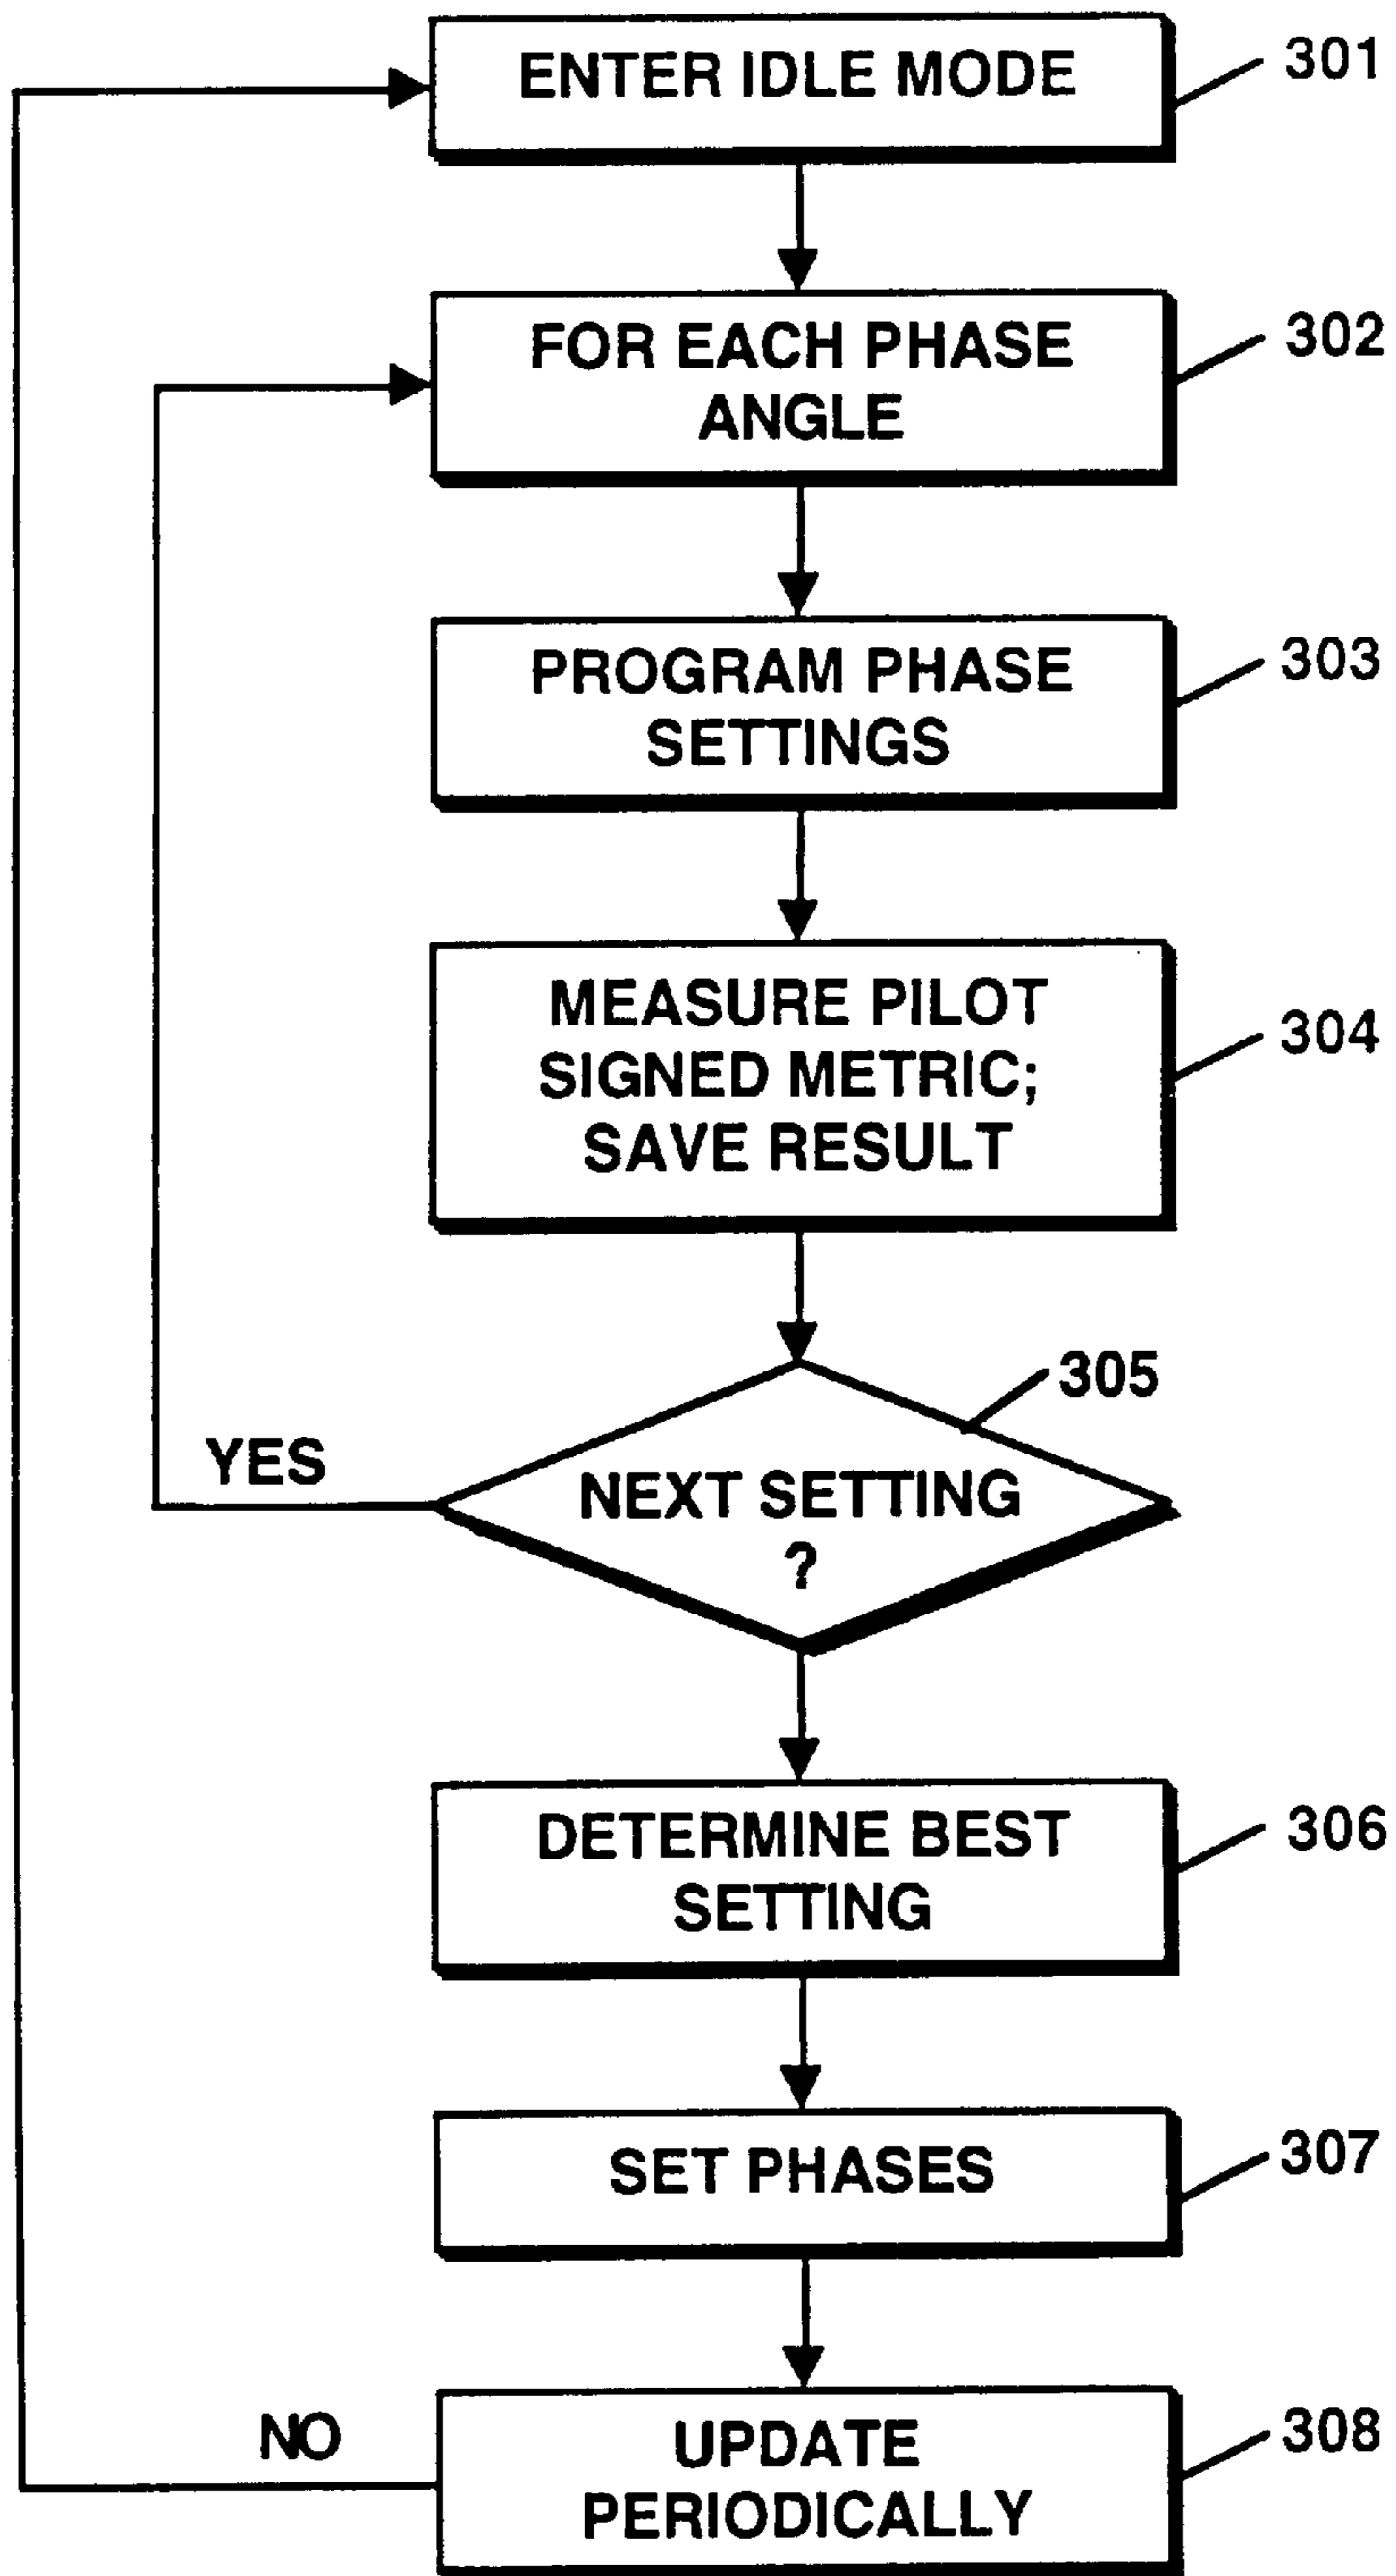 ENTER IDLE MODE
301
FOR EACH PHASE
ANGLE
302
PROGRAM PHASE
SETTINGS
303
MEASURE PILOT
SIGNED METRIC;
SAVE RESULT
304
305
YES
NEXT SETTING
?
DETERMINE BEST
SETTING
306
SET PHASES
307
NO
UPDATE
PERIODICALLY
308